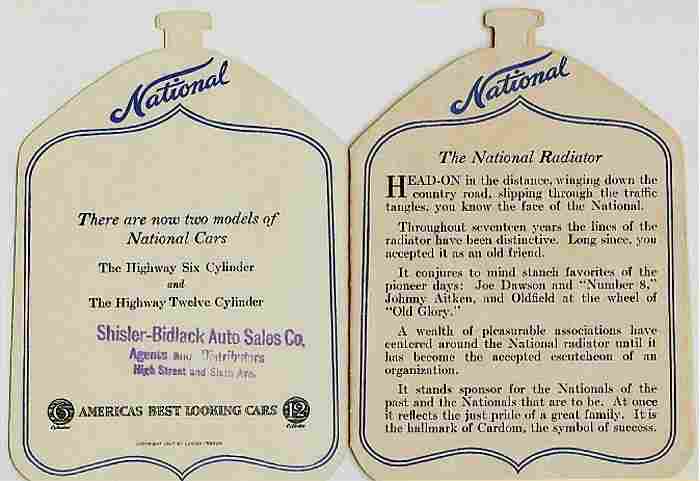 National
There are now two models of
National Cars
The Highway Six Cylinder
and
The Highway Twelve Cylinder
Shisler-Bidlack Auto Sales Co.
Agents and Distributers
High Street and Sixth Ave.
6 Cylinder AMERICA'S BEST LOOKING CARS 12 Cylinder
COPYRIGHT 1917 BY
National
The National Radiator
HEAD-ON in the distance, winging down the
country road, slipping through the traffic
tangles, you know the face of the National.
Throughout seventeen years the lines of the
radiator have been distinctive. Long since, you
accepted it as an old friend.
It conjures to mind stanch favorites of the
pioneer days: Joe Dawson and "Number 8,"
Johnny Aitken, and Oldfield at the wheel of
"Old Glory."
A wealth of pleasurable associations have
centered around the National radiator until it
has become the accepted escutcheon of an
organization.
It stands sponsor for the Nationals of the
past and the Nationals that are to be. At once
it reflects the just pride of a great family. It is
the hallmark of Cardom, the symbol of success.